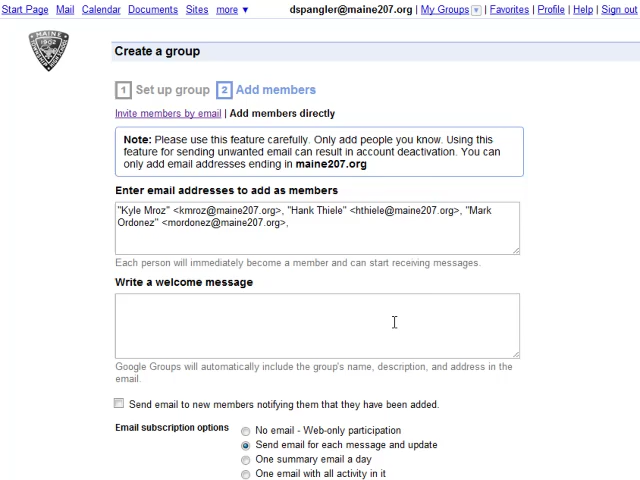 Start Page Mail Calendar Documents Sites more ▼ dspangler@maine207.org | My Groups ▼ | Favorites | Profile | Help | Sign out
MAINE
1902
Create a group
1 Set up group 2 Add members
Invite members by email | Add members directly
Note: Please use this feature carefully. Only add people you know. Using this
feature for sending unwanted email can result in account deactivation. You can
only add email addresses ending in maine207.org
Enter email addresses to add as members
"Kyle Mroz" <kmroz@maine207.org>, "Hank Thiele" <hthiele@maine207.org>, "Mark
Ordonez" <mordonez@maine207.org>,
Each person will immediately become a member and can start receiving messages.
Write a welcome message
Google Groups will automatically include the group's name, description, and address in the
email.
Send email to new members notifying them that they have been added.
Email subscription options
No email - Web-only participation
Send email for each message and update
One summary email a day
One email with all activity in it